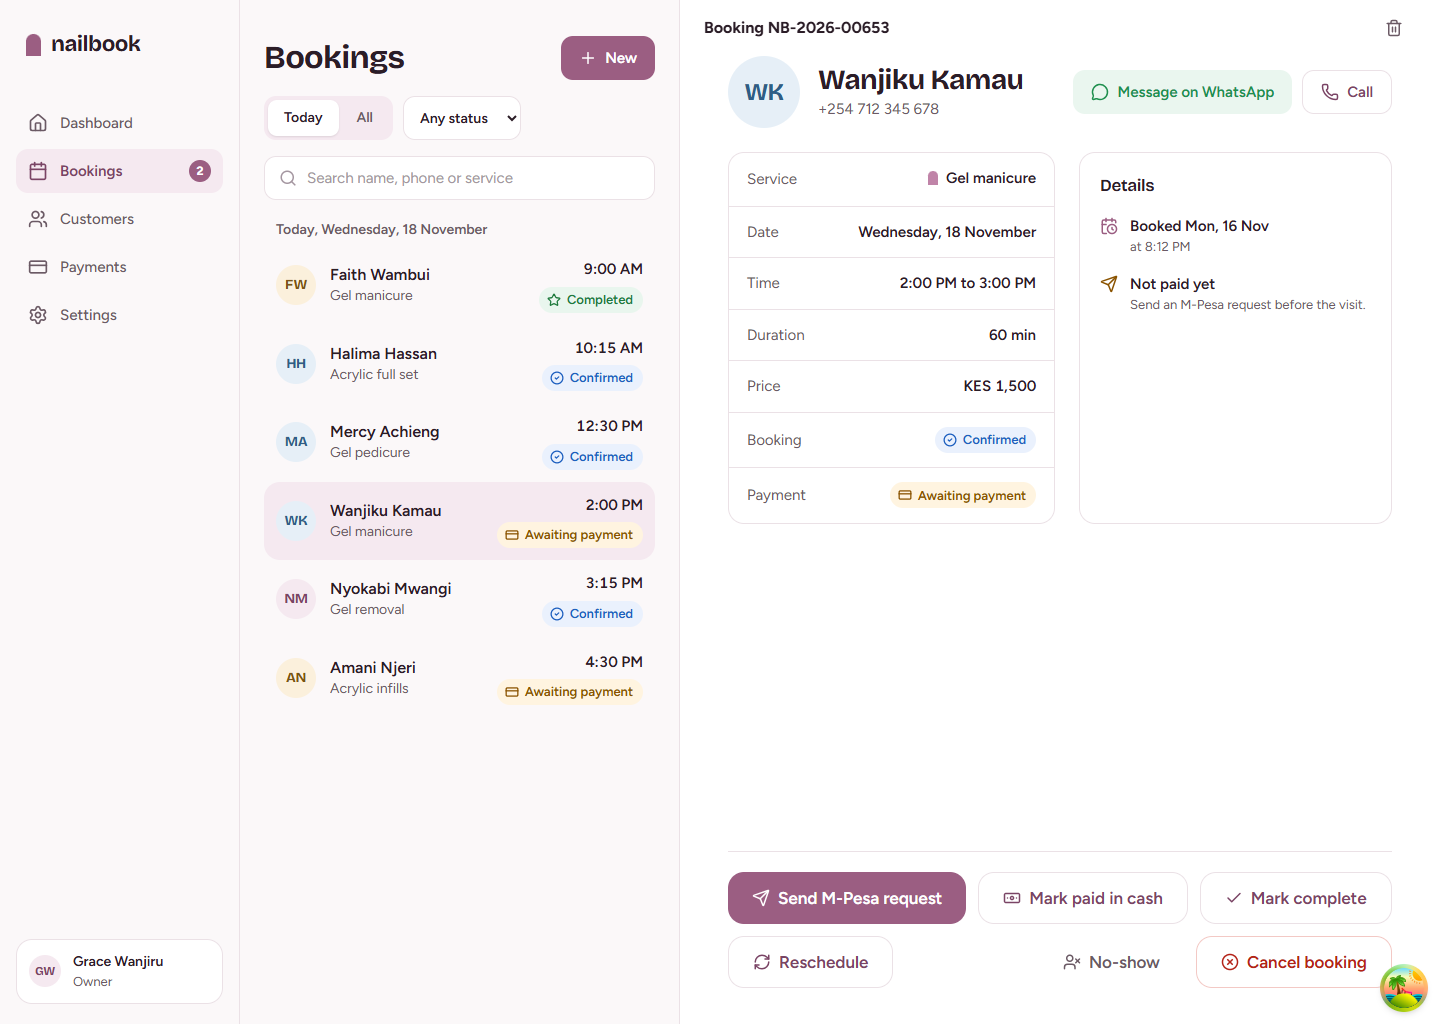 nailbook
Dashboard
Bookings 2
Customers
Payments
Settings
GW Grace Wanjiru
Owner
Bookings
New
Today All Any status
Search name, phone or service
Today, Wednesday, 18 November
FW Faith Wambui 9:00 AM
Gel manicure Completed
HH Halima Hassan 10:15 AM
Acrylic full set Confirmed
MA Mercy Achieng 12:30 PM
Gel pedicure Confirmed
WK Wanjiku Kamau 2:00 PM
Gel manicure Awaiting payment
NM Nyokabi Mwangi 3:15 PM
Gel removal Confirmed
AN Amani Njeri 4:30 PM
Acrylic infills Awaiting payment
Booking NB-2026-00653
WK Wanjiku Kamau
+254 712 345 678
Message on WhatsApp Call
Service Gel manicure
Date Wednesday, 18 November
Time 2:00 PM to 3:00 PM
Duration 60 min
Price KES 1,500
Booking Confirmed
Payment Awaiting payment
Details
Booked Mon, 16 Nov
at 8:12 PM
Not paid yet
Send an M-Pesa request before the visit.
Send M-Pesa request Mark paid in cash Mark complete
Reschedule No-show Cancel booking